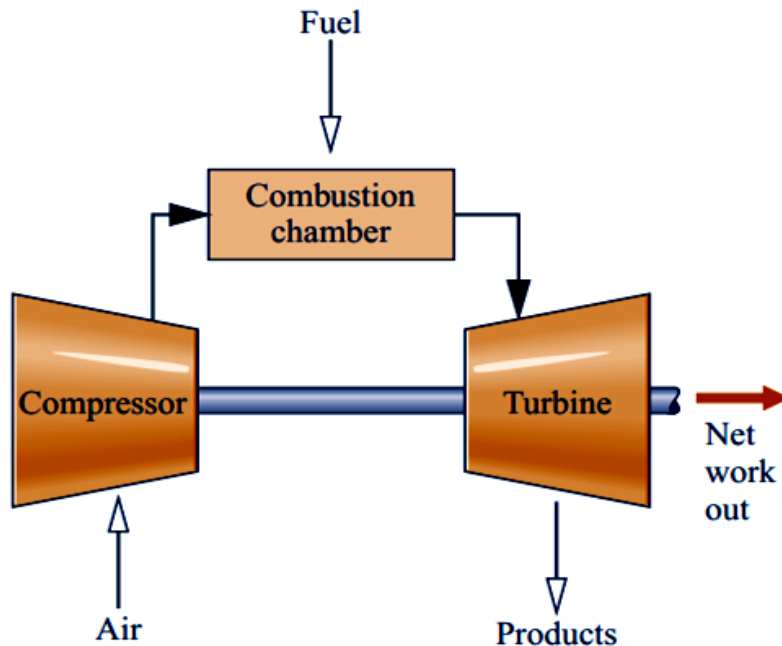 Fuel
Combustion
chamber
Compressor
Turbine
Net
work
out
Air
Products